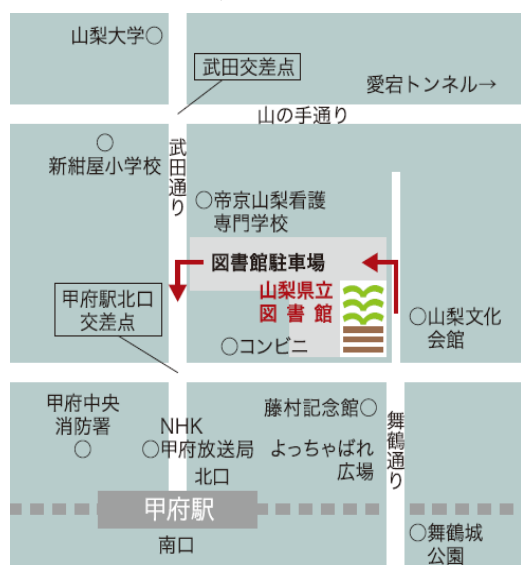 山梨大学○
武田交差点
愛宕トンネル→
山の手通り
○
新紺屋小学校
武田通り
○帝京山梨看護
専門学校
図書館駐車場
山梨県立
図書館
甲府駅北口
交差点
○コンビニ
○山梨文化
会館
甲府中央
消防署
○
NHK
○甲府放送局
藤村記念館○
よっちゃばれ
広場
舞鶴通り
北口
甲府駅
南口
○舞鶴城
公園